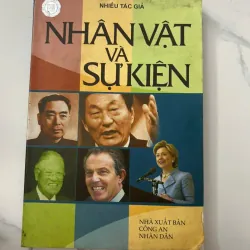 NHIỀU TÁC GIẢ
NHÂN VẬT
VÀ
SỰ KIỆN
NHÀ XUẤT BẢN
CÔNG AN
NHÂN DÂN